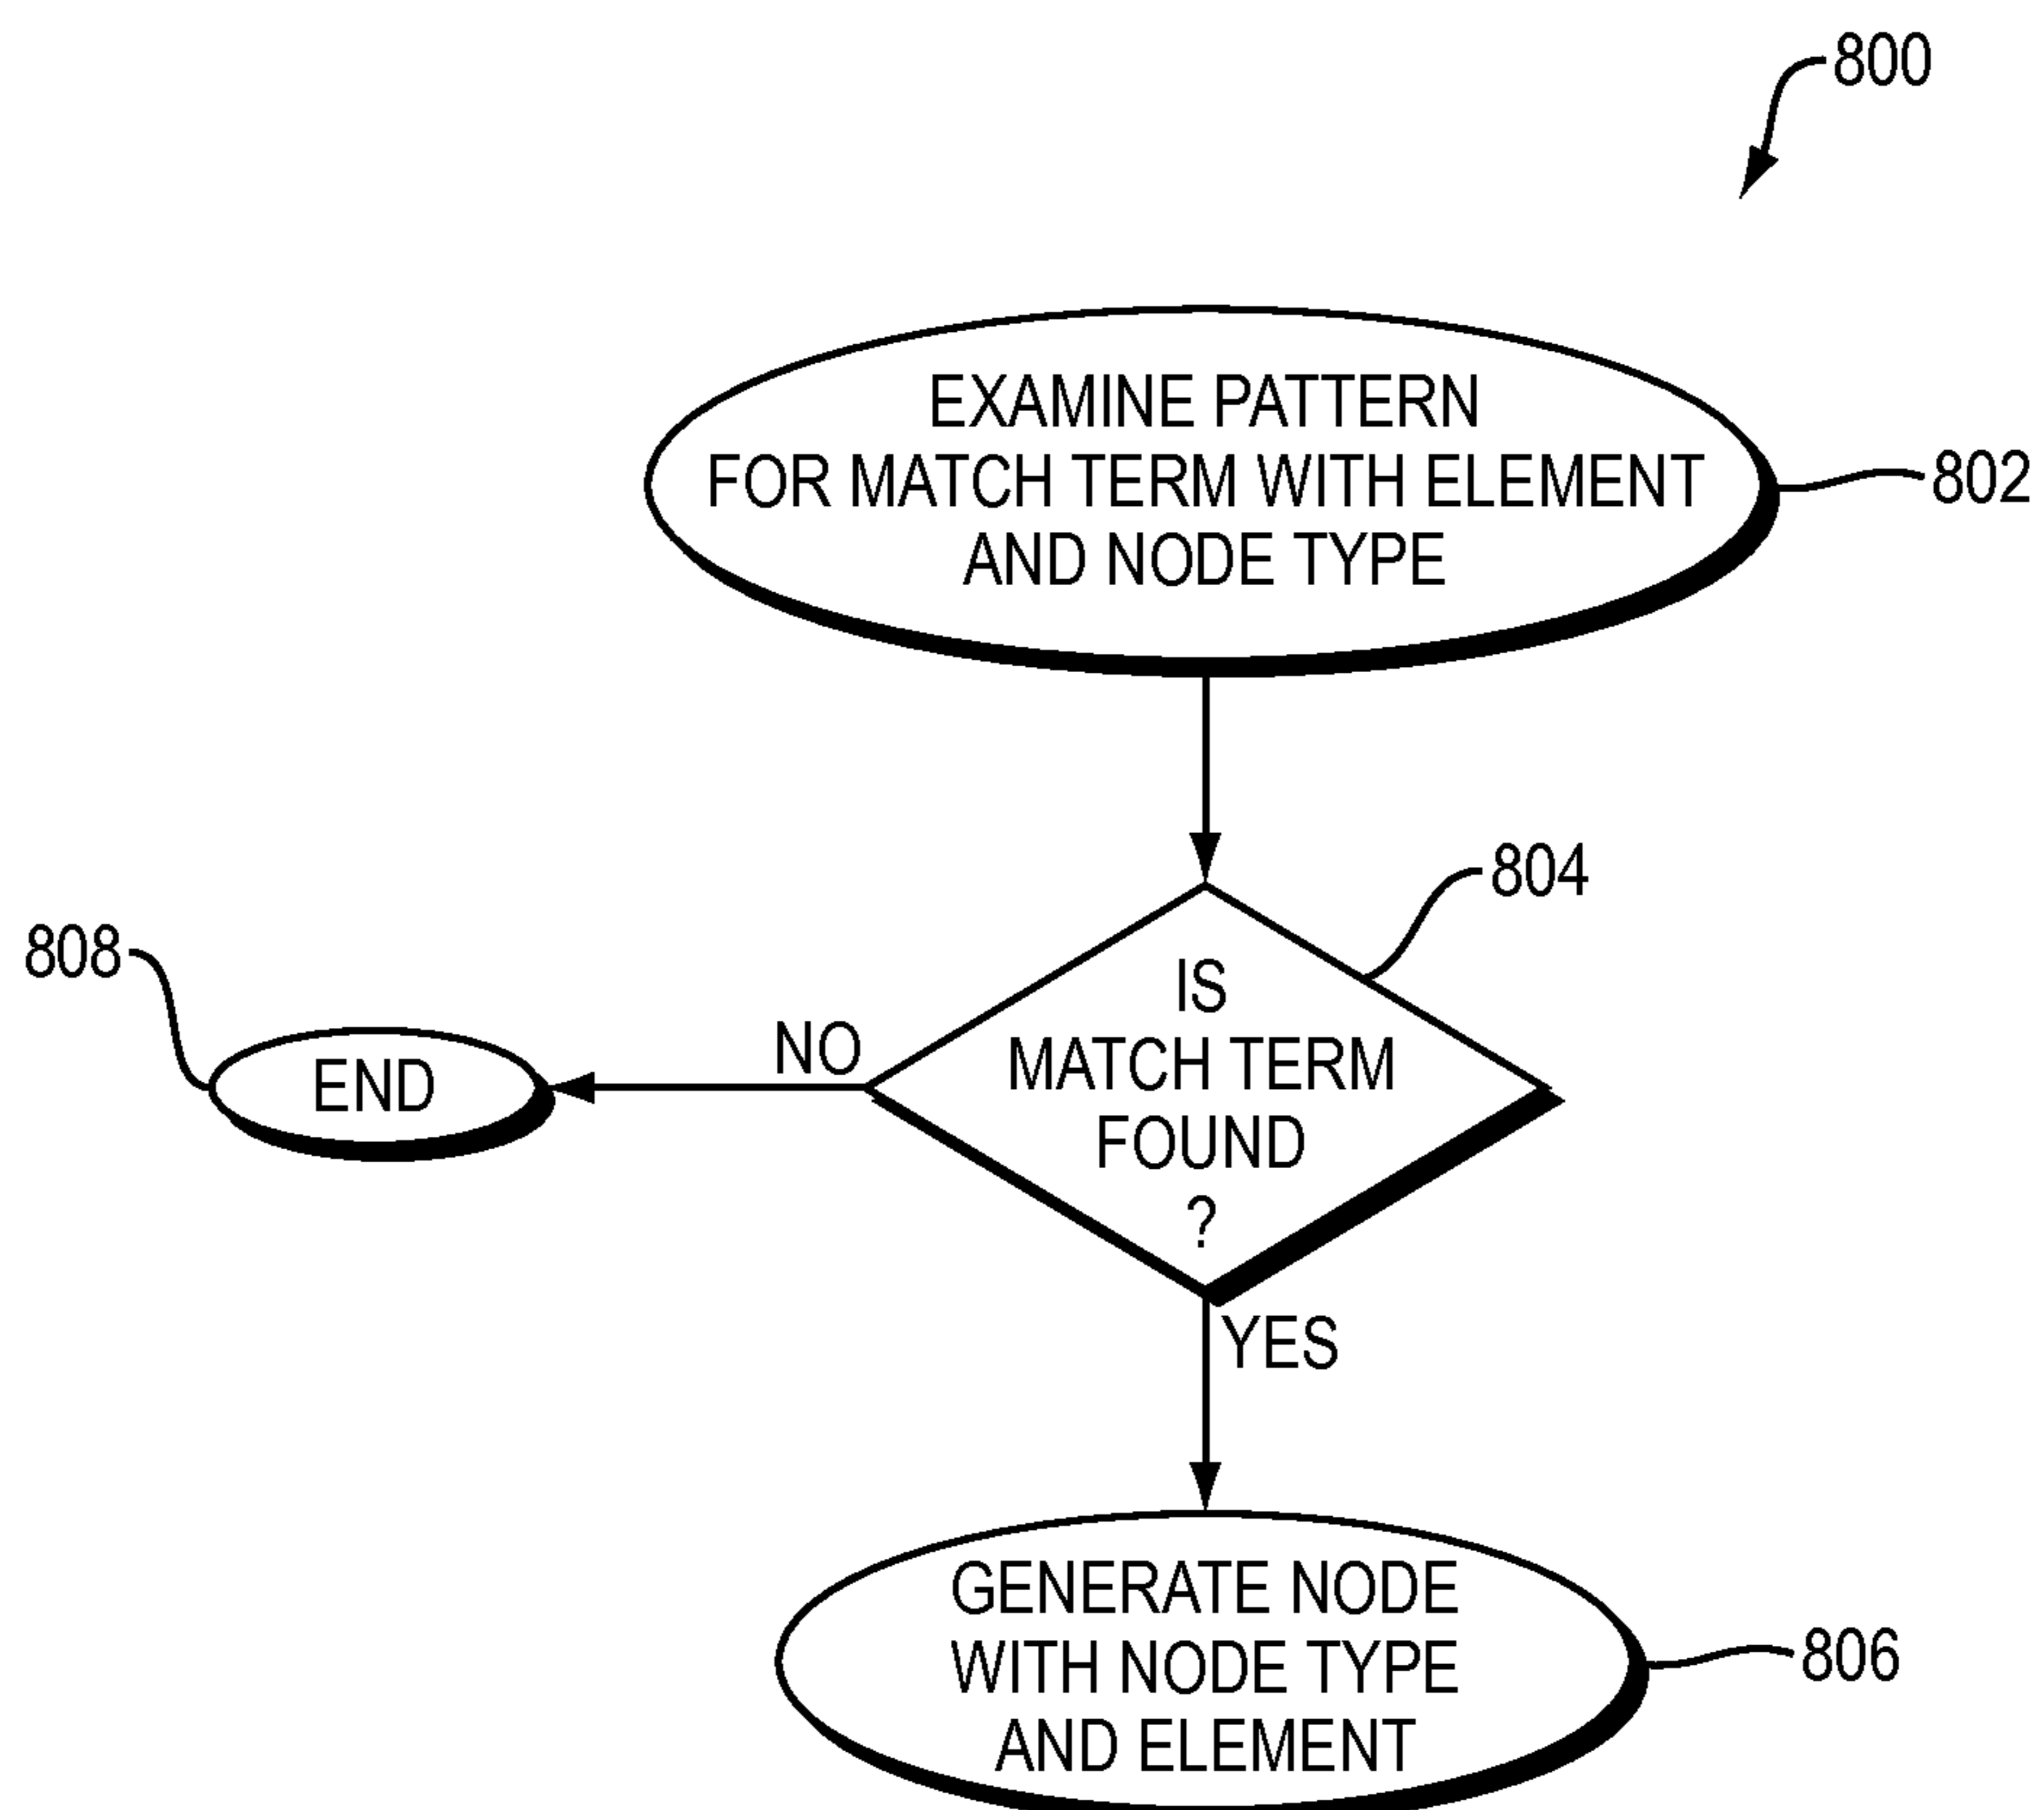 800
EXAMINE PATTERN
FOR MATCH TERM WITH ELEMENT
AND NODE TYPE
802
804
IS
MATCH TERM
FOUND
?
808
END
NO
YES
GENERATE NODE
WITH NODE TYPE
AND ELEMENT
806